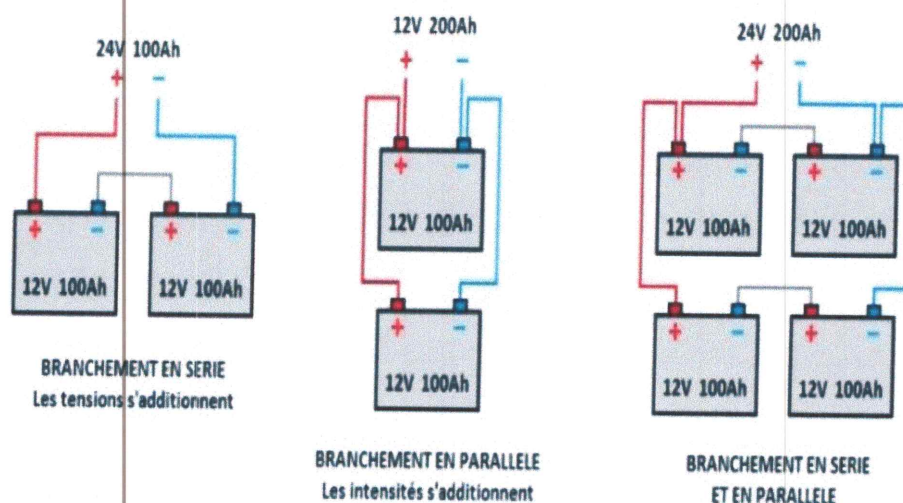 24V 100Ah
+ -
+ - + -
12V 100Ah 12V 100Ah
BRANCHEMENT EN SERIE
Les tensions s'additionnent
12V 200Ah
+ -
+ -
12V 100Ah
+ -
12V 100Ah
BRANCHEMENT EN PARALLELE
Les intensités s'additionnent
24V 200Ah
+ -
+ - + -
12V 100Ah 12V 100Ah
+ - + -
12V 100Ah 12V 100Ah
BRANCHEMENT EN SERIE
ET EN PARALLELE